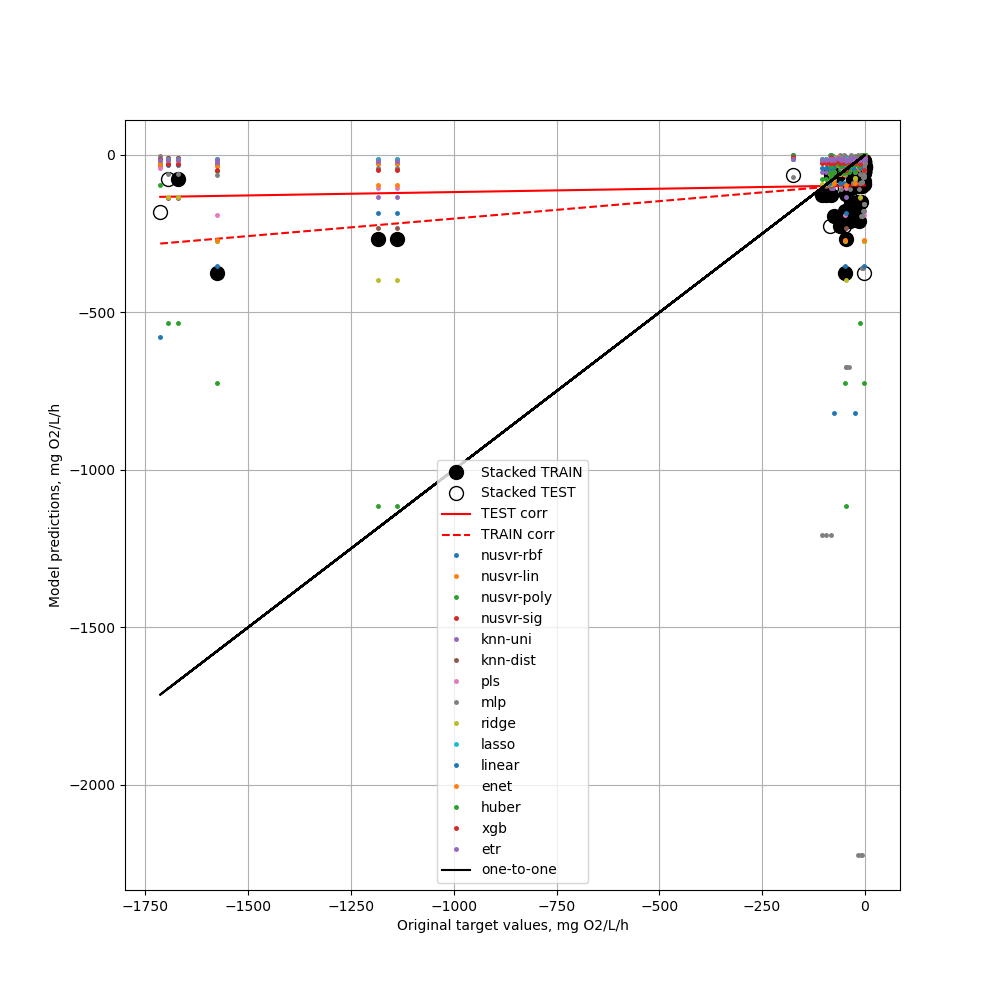 0
−500
−1000
−1500
−2000
Model predictions, mg O2/L/h
Stacked TRAIN
Stacked TEST
TEST corr
TRAIN corr
nusvr-rbf
nusvr-lin
nusvr-poly
nusvr-sig
knn-uni
knn-dist
pls
mlp
ridge
lasso
linear
enet
huber
xgb
etr
one-to-one
−1750 −1500 −1250 −1000 −750 −500 −250 0
Original target values, mg O2/L/h